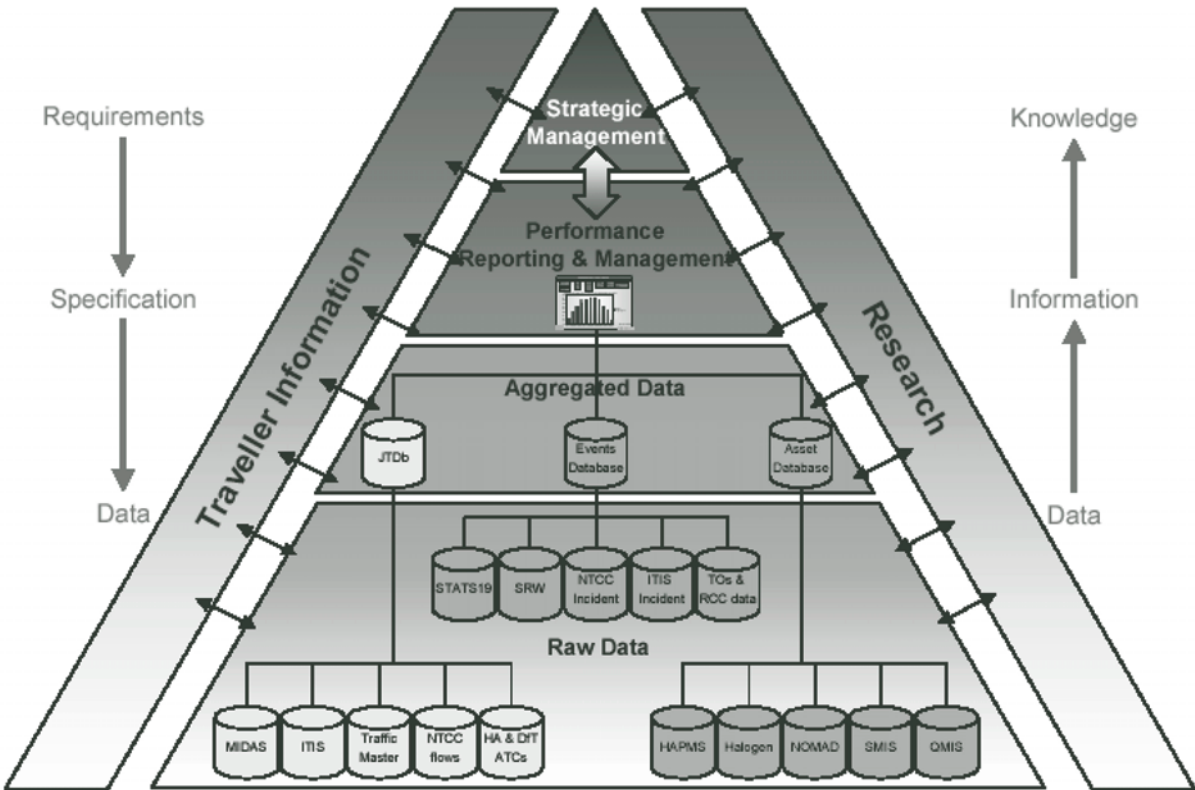 Strategic
Management
Requirements
Knowledge
Performance
Reporting & Management
Specification
Information
Traveller Information
Research
Aggregated Data
JTDb
Events
Database
Asset
Database
Data
Data
STATS19
SRW
NTCC
Incident
ITIS
Incident
TOs &
RCC data
Raw Data
MIDAS
ITIS
Traffic
Master
NTCC
flows
HA & DfT
ATCs
HAPMS
Halogen
NOMAD
SMIS
QMIS